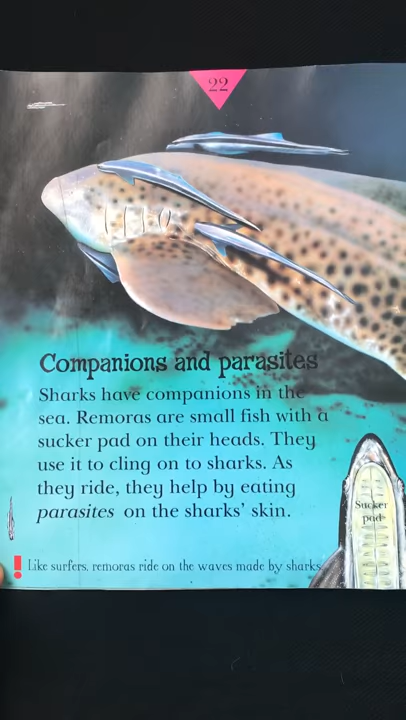 22
Companions and parasites
Sharks have companions in the
sea. Remoras are small fish with a
sucker pad on their heads. They
use it to cling on to sharks. As
they ride, they help by eating
parasites on the sharks' skin.
Sucker
pad
! Like surfers, remoras ride on the waves made by sharks.